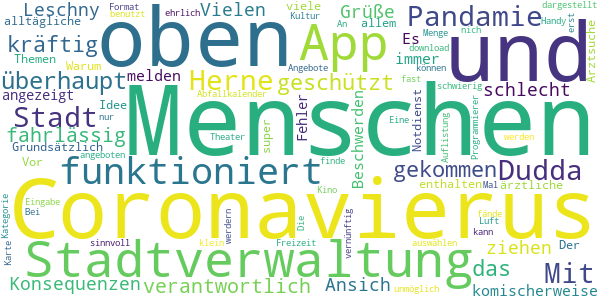 Leschny Vielen Format benutzt ehrlich viele Kultur Grüße Pandamie dargestellt
alltägliche oben App An allem Es Menge Handy erst Ärztsuche
kräftig Themen Warum Angebote immer download können nich und
überhaupt melden Herne geschützt fast schwierig
angezeigt Idee nur Abfallkalender Fehler Beschwerden Notdienst Auflistung Programmierer schlecht
Stadt Menschen
fahrlässig Theater super Eine werden
Grundsätzlich angeboten
Vor funktioniert finde Kino gekommen Dudda
Eingabe Bei enthalten Mal ärztliche
Kategorie Karte Coronavierus Die Luft fände
sinnvoll klein werdern Freizeit vernünftig auswahlen kann ziehen Der
Stadtverwaltung das Mit
Konsequenzen verantwortlich Ansich unmöglich komischerweise